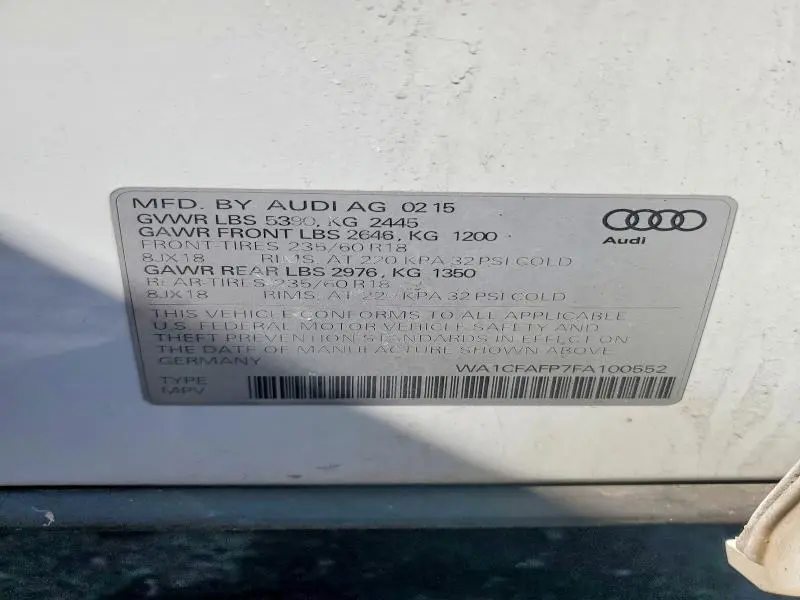 MFD. BY AUDI AG 02 15
GVWR LBS 5390, KG 2445
GAWR FRONT LBS 2646, KG 1200
FRONT-TIRES 235/60 R18
8JX18 RIMS. AT 220 KPA 32 PSI COLD
GAWR REAR LBS 2976, KG 1350
REAR-TIRES 235/60 R18
8JX18 RIMS. AT 220 KPA 32 PSI COLD
THIS VEHICLE CONFORMS TO ALL APPLICABLE
U.S. FEDERAL MOTOR VEHICLE SAFETY AND
THEFT PREVENTION STANDARDS IN EFFECT ON
THE DATE OF MANUFACTURE SHOWN ABOVE
GERMANY
WA1CFAFP7FA100552
TYPE
MPV
Audi